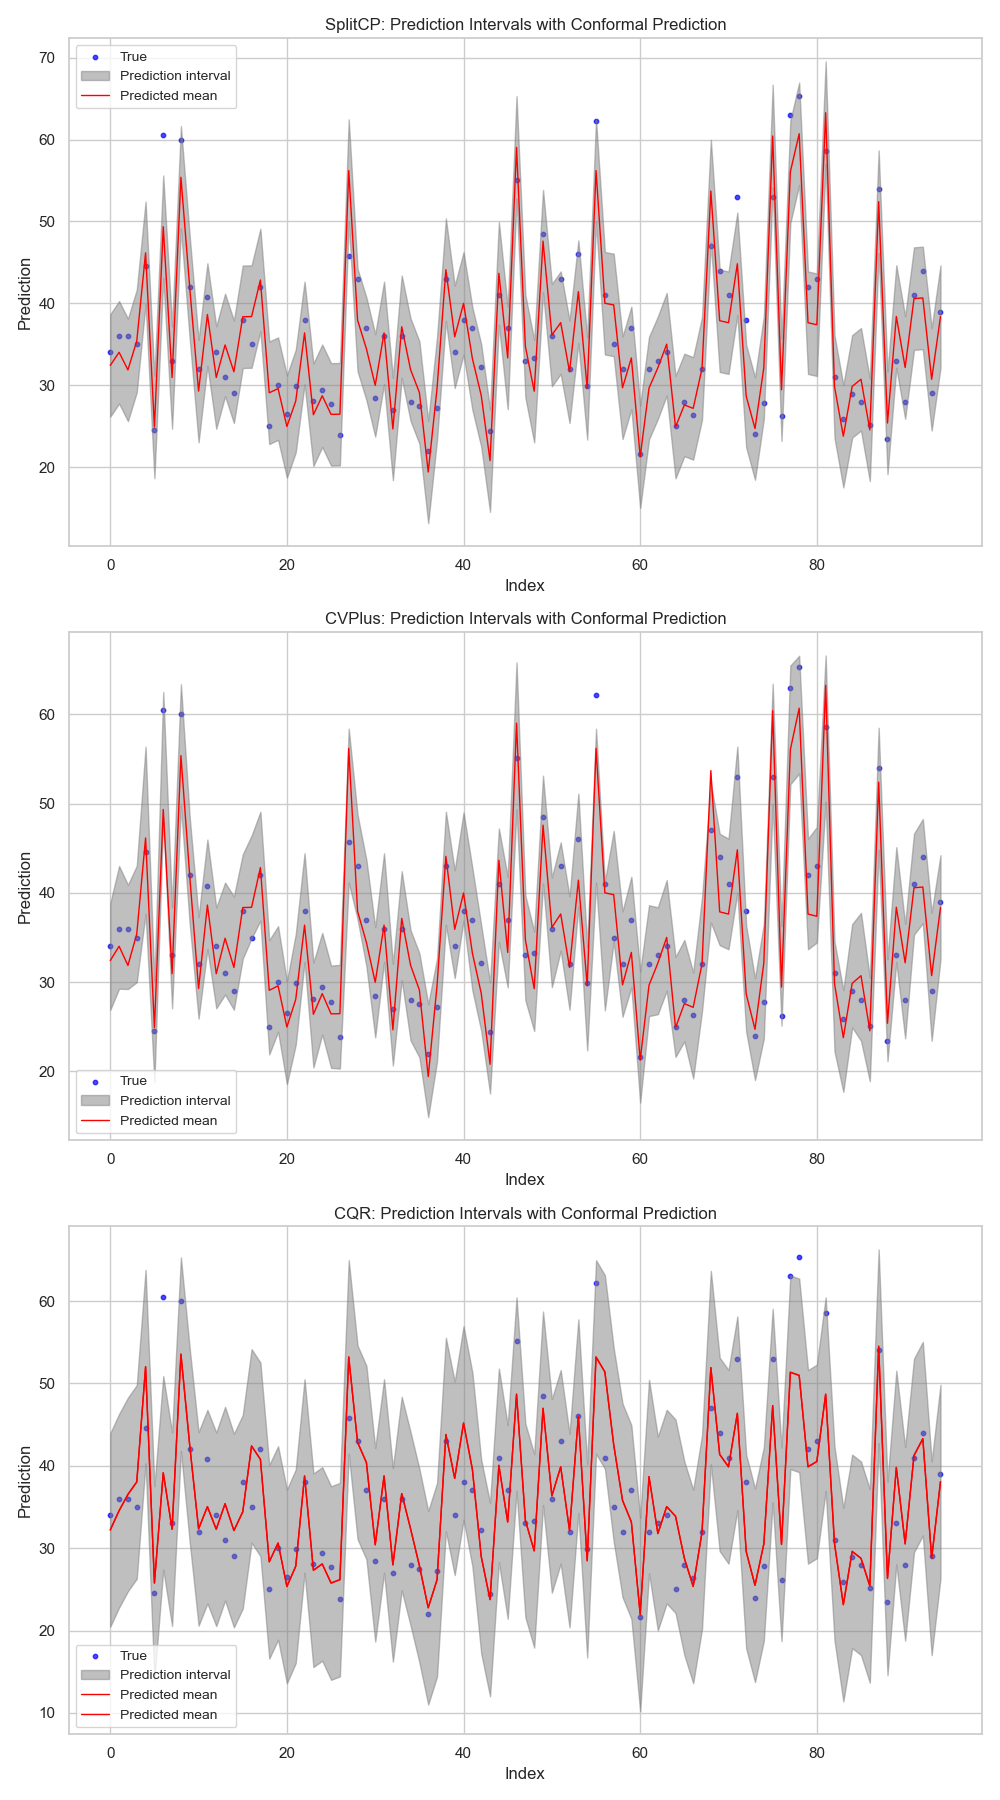 SplitCP: Prediction Intervals with Conformal Prediction
True
Prediction interval
Predicted mean
70
60
50
40
30
20
Prediction
0 20 40 60 80
Index
CVPlus: Prediction Intervals with Conformal Prediction
60
50
40
30
20
Prediction
True
Prediction interval
Predicted mean
0 20 40 60 80
Index
CQR: Prediction Intervals with Conformal Prediction
60
50
40
30
20
10
Prediction
True
Prediction interval
Predicted mean
Predicted mean
0 20 40 60 80
Index